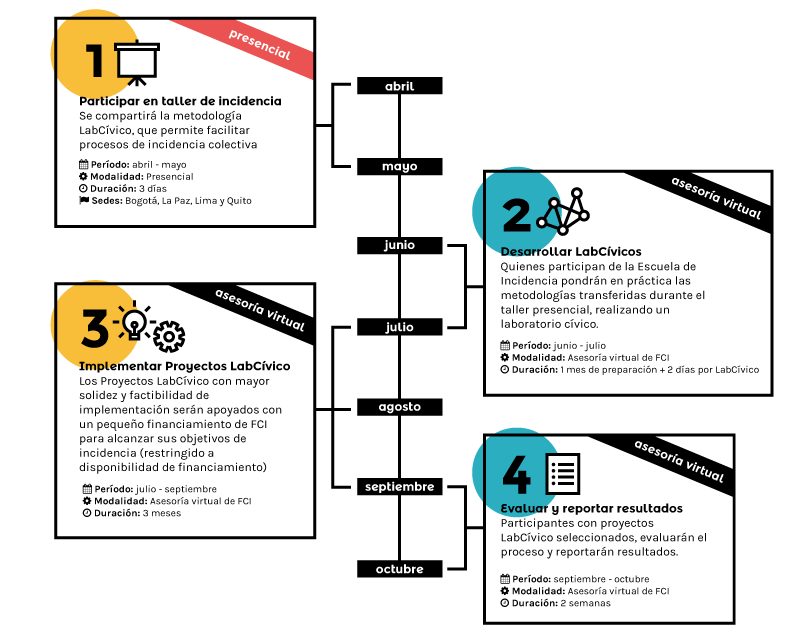 1
presencial
Participar en taller de incidencia
Se compartirá la metodología
LabCívico, que permite facilitar
procesos de incidencia colectiva
Período: abril - mayo
Modalidad: Presencial
Duración: 3 días
Sedes: Bogotá, La Paz, Lima y Quito
abril
mayo
junio
julio
agosto
septiembre
octubre
2
asesoría virtual
Desarrollar LabCívicos
Quienes participan de la Escuela de
Incidencia pondrán en práctica las
metodologías transferidas durante el
taller presencial, realizando un
laboratorio cívico.
Período: junio - julio
Modalidad: Asesoría virtual de FCI
Duración: 1 mes de preparación + 2 días por LabCívico
3
asesoría virtual
Implementar Proyectos LabCívico
Los Proyectos LabCívico con mayor
solidez y factibilidad de
implementación serán apoyados con
un pequeño financiamiento de FCI
para alcanzar sus objetivos de
incidencia (restringido a
disponibilidad de financiamiento)
Período: julio - septiembre
Modalidad: Asesoría virtual de FCI
Duración: 3 meses
4
asesoría virtual
Evaluar y reportar resultados
Participantes con proyectos
LabCívico seleccionados, evaluarán el
proceso y reportarán resultados.
Período: septiembre - octubre
Modalidad: Asesoría virtual de FCI
Duración: 2 semanas